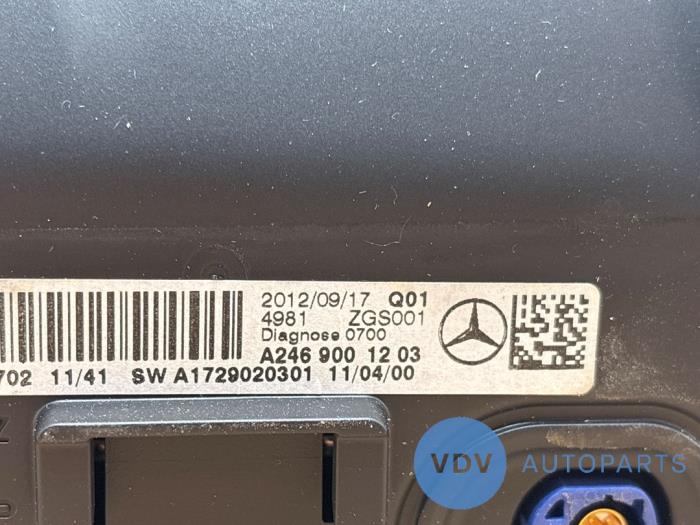 2012/09/17 Q01
4981 ZGS001
Diagnose 0700
A246 900 12 03
702 11/41 SW A1729020301 11/04/00
VDV AUTOPARTS